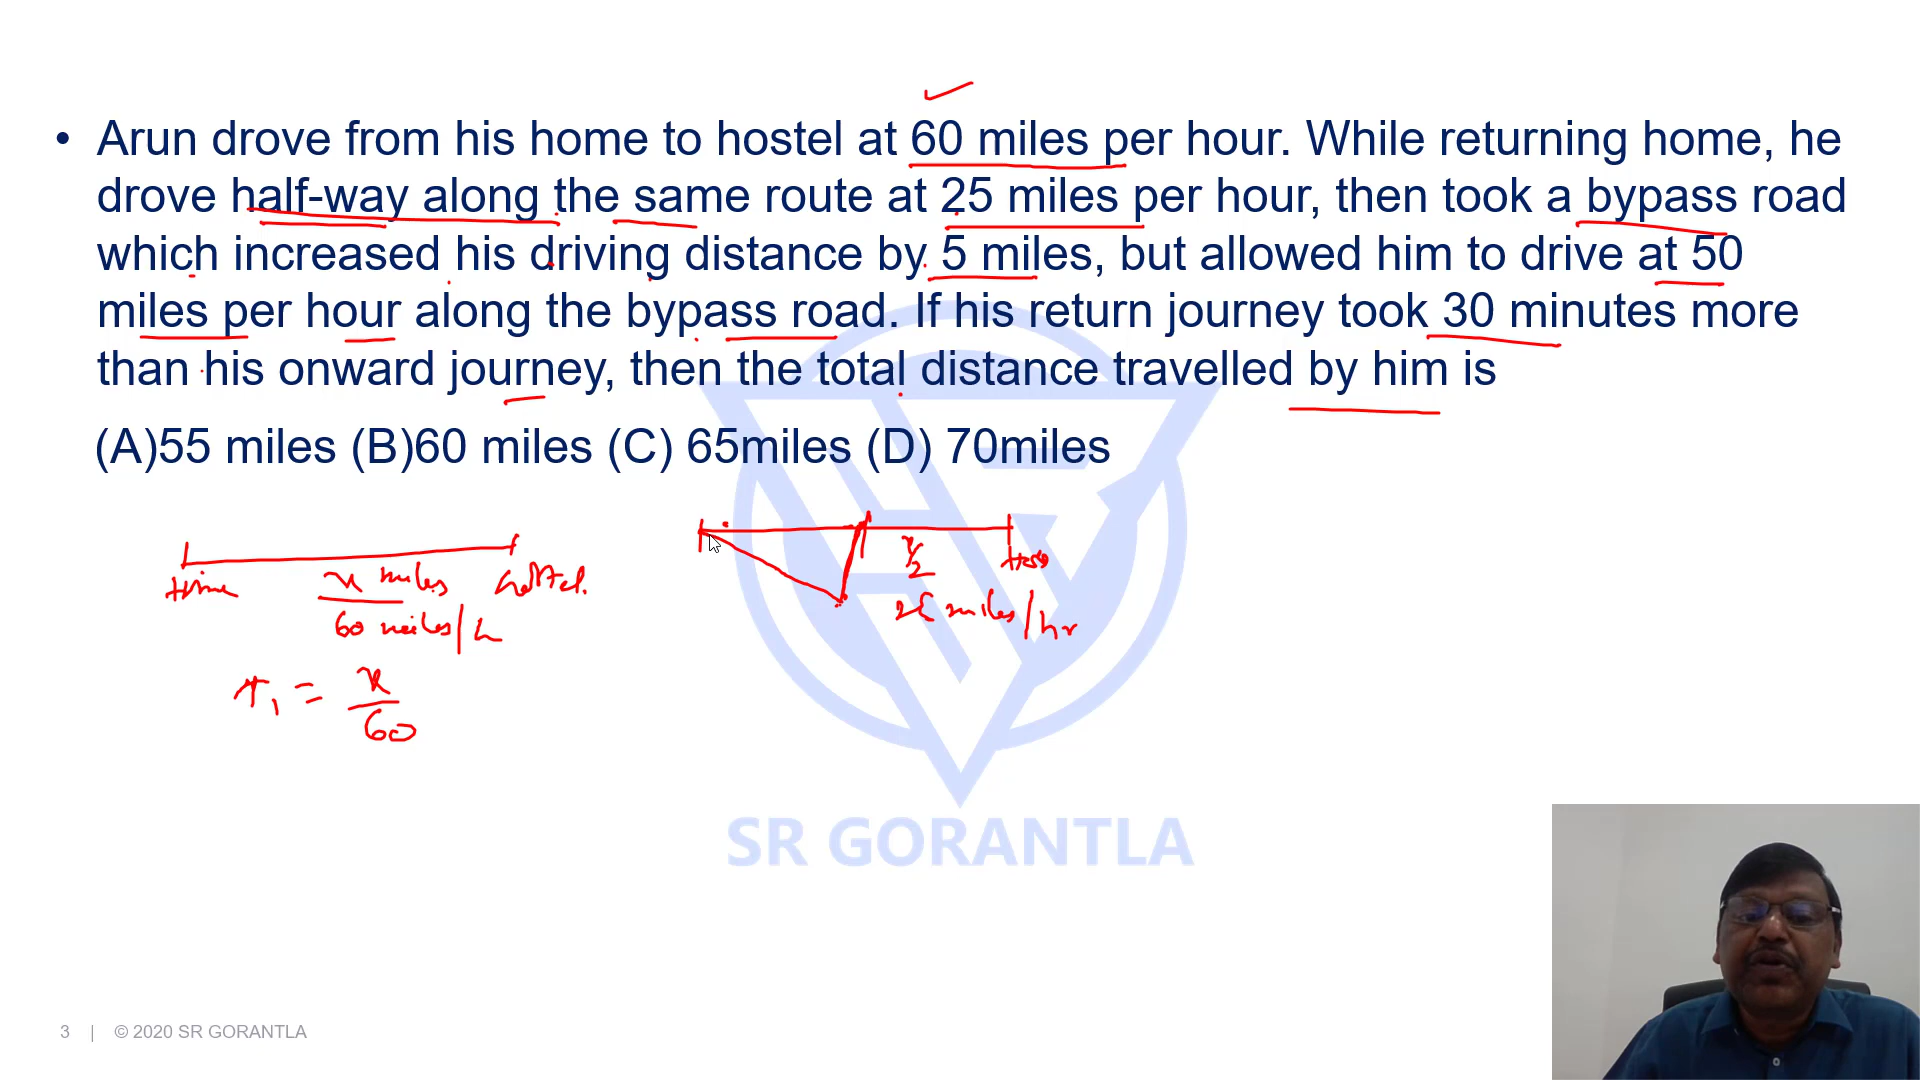 • Arun drove from his home to hostel at 60 miles per hour. While returning home, he
drove half-way along the same route at 25 miles per hour, then took a bypass road
which increased his driving distance by 5 miles, but allowed him to drive at 50
miles per hour along the bypass road. If his return journey took 30 minutes more
than his onward journey, then the total distance travelled by him is
(A)55 miles (B)60 miles (C) 65miles (D) 70miles
Home x miles hostel.
60 miles/h
T₁ = x/60
x/2
25 miles/hr
SR GORANTLA
3 | © 2020 SR GORANTLA